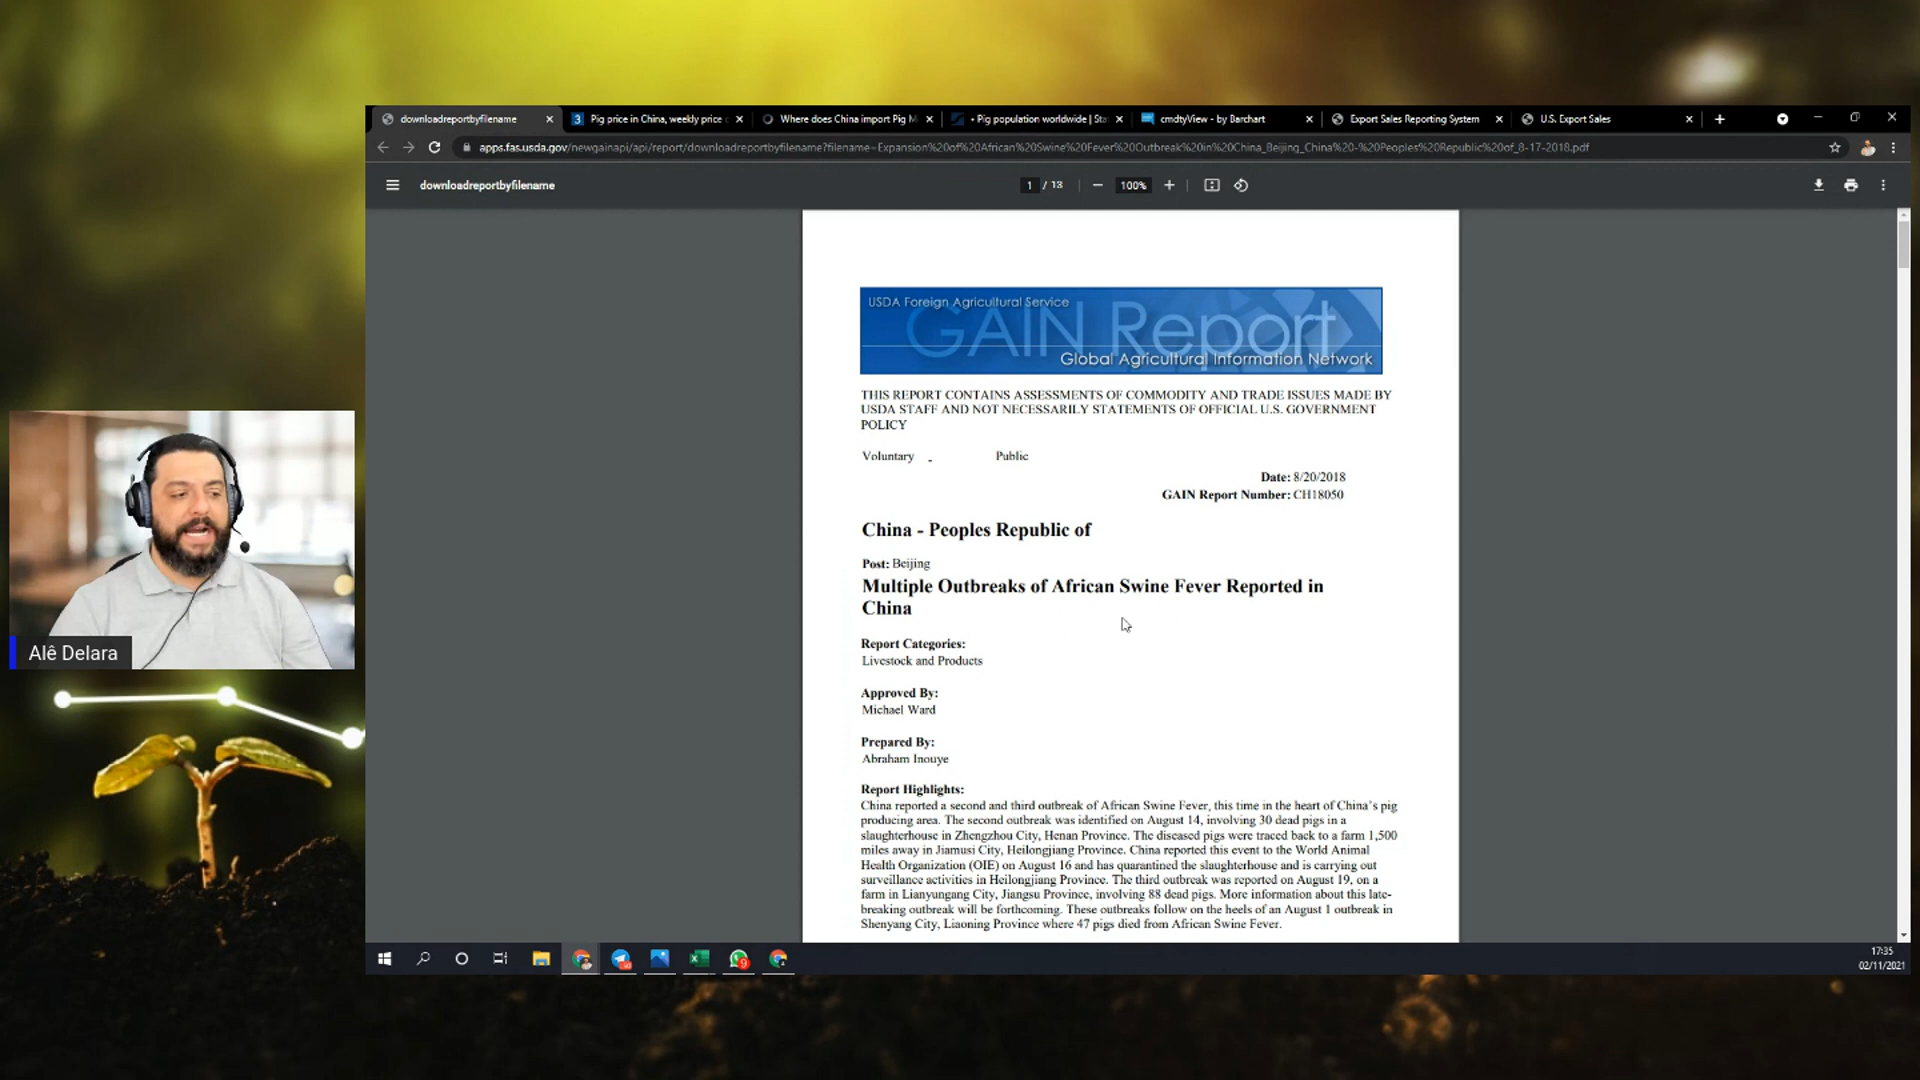 downloadreportbyfilename
3 Pig price in China, weekly price
Where does China import Pig M
• Pig population worldwide | Sta
cmdtyView - by Barchart
Export Sales Reporting System
U.S. Export Sales
apps.fas.usda.gov/newgainapi/api/report/downloadreportbyfilename?filename=Expansion%20of%20African%20Swine%20Fever%20Outbreak%20in%20China_Beijing_China%20-%20Peoples%20Republic%20of_8-17-2018.pdf
downloadreportbyfilename
1 / 13
100%
USDA Foreign Agricultural Service
GAIN Report
Global Agricultural Information Network
THIS REPORT CONTAINS ASSESSMENTS OF COMMODITY AND TRADE ISSUES MADE BY
USDA STAFF AND NOT NECESSARILY STATEMENTS OF OFFICIAL U.S. GOVERNMENT
POLICY
Voluntary - Public
Date: 8/20/2018
GAIN Report Number: CH18050
China - Peoples Republic of
Post: Beijing
Multiple Outbreaks of African Swine Fever Reported in
China
Report Categories:
Livestock and Products
Approved By:
Michael Ward
Prepared By:
Abraham Inouye
Report Highlights:
China reported a second and third outbreak of African Swine Fever, this time in the heart of China's pig
producing area. The second outbreak was identified on August 14, involving 30 dead pigs in a
slaughterhouse in Zhengzhou City, Henan Province. The diseased pigs were traced back to a farm 1,500
miles away in Jiamusi City, Heilongjiang Province. China reported this event to the World Animal
Health Organization (OIE) on August 16 and has quarantined the slaughterhouse and is carrying out
surveillance activities in Heilongjiang Province. The third outbreak was reported on August 19, on a
farm in Lianyungang City, Jiangsu Province, involving 88 dead pigs. More information about this late-
breaking outbreak will be forthcoming. These outbreaks follow on the heels of an August 1 outbreak in
Shenyang City, Liaoning Province where 47 pigs died from African Swine Fever.
Alê Delara
9
17:35
02/11/2021